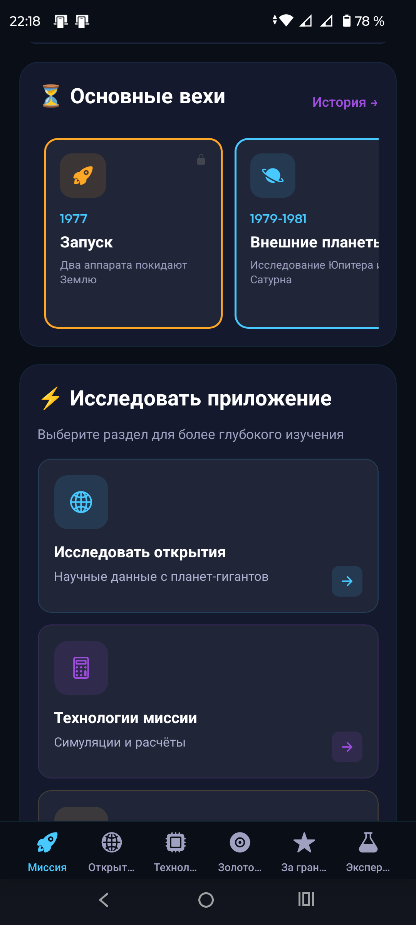 22:18
78 %
Основные вехи
История →
1977
Запуск
Два аппарата покидают
Землю
1979-1981
Внешние планеты
Исследование Юпитера и
Сатурна
Исследовать приложение
Выберите раздел для более глубокого изучения
Исследовать открытия
Научные данные с планет-гигантов
Технологии миссии
Симуляции и расчёты
Миссия
Открыт...
Технол...
Золото...
За гран...
Экспер...